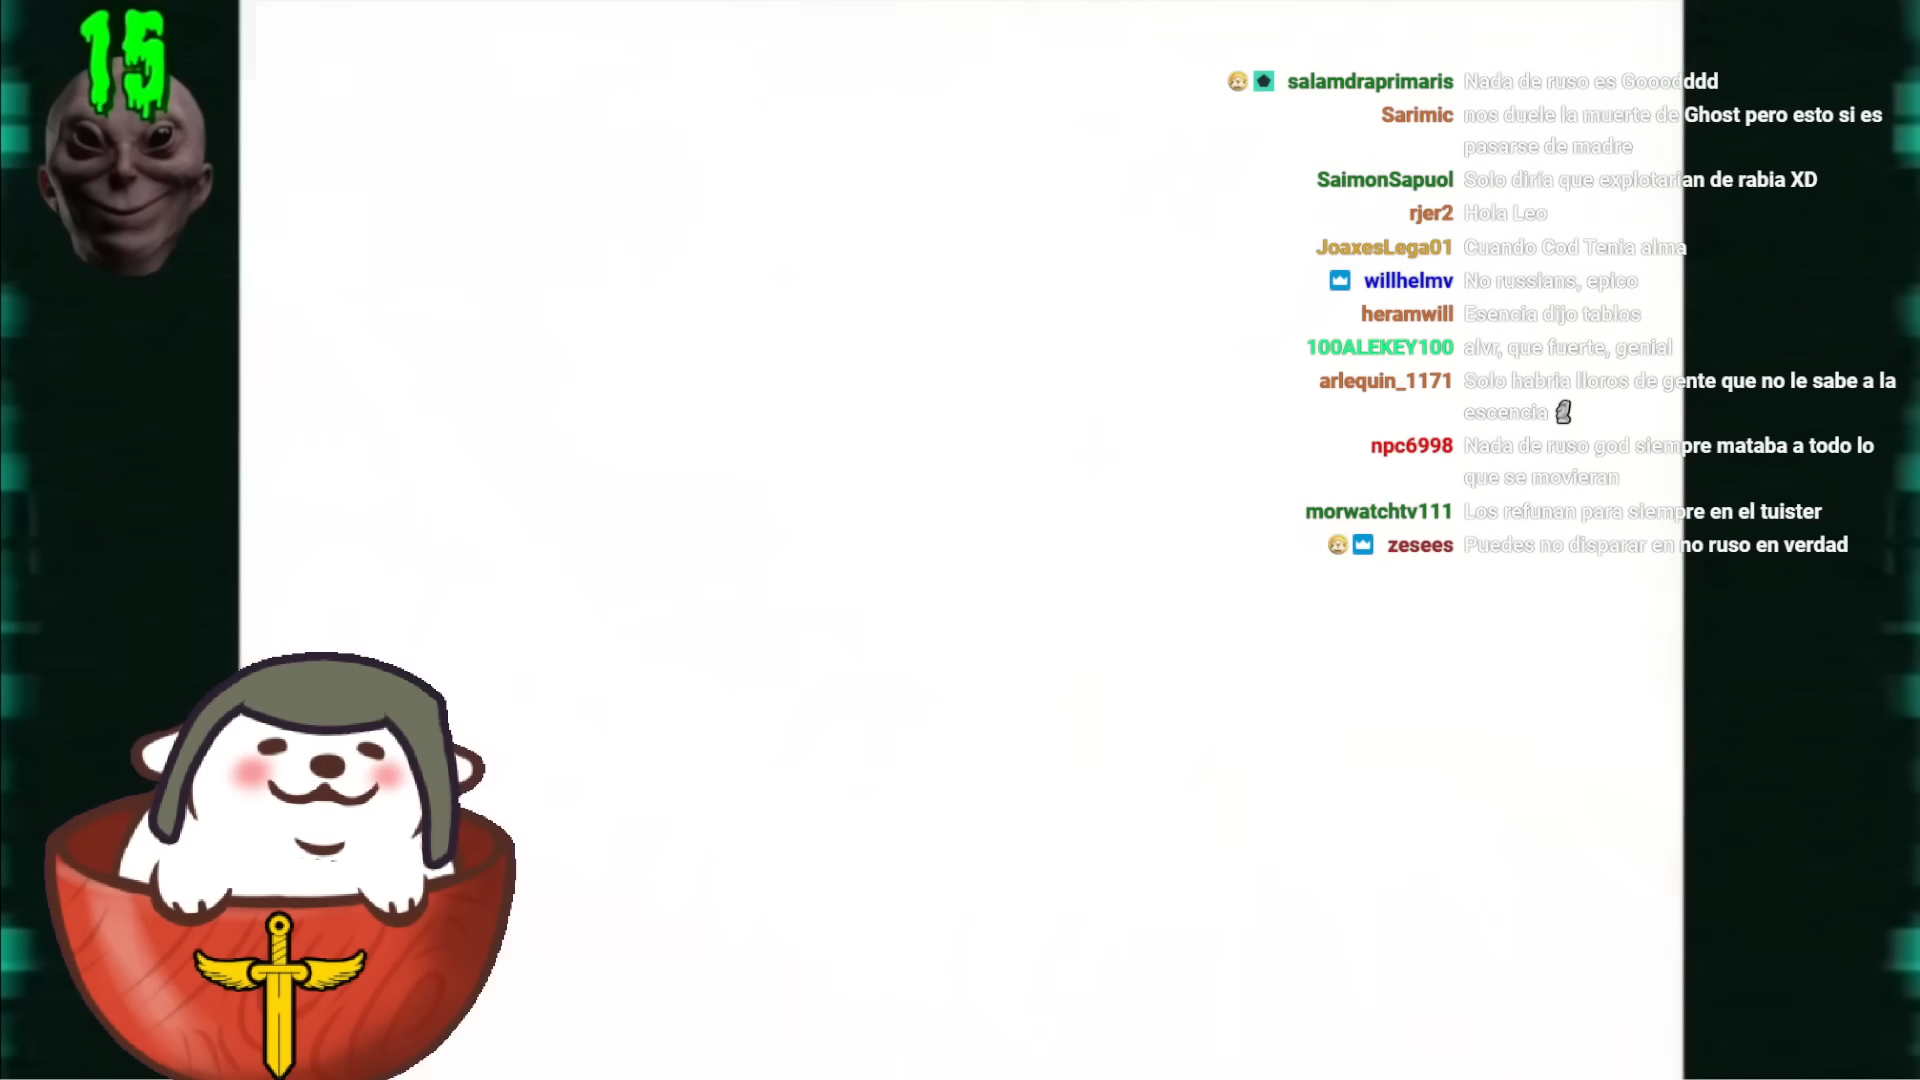 15
salamdraprimaris Nada de ruso es Gooodddd
Sarimic nos duele la muerte de Ghost pero esto si es
pasarse de madre
SaimonSapuol Solo diría que explotarian de rabia XD
rjer2 Hola Leo
JoaxesLega01 Cuando Cod Tenia alma
willhelmv No russians, epico
heramwill Esencia dijo tablos
100ALEKEY100 alvr, que fuerte, genial
arlequin_1171 Solo habria lloros de gente que no le sabe a la
escencia
npc6998 Nada de ruso god siempre mataba a todo lo
que se movieran
morwatchtv111 Los refunan para siempre en el tuister
zesees Puedes no disparar en no ruso en verdad